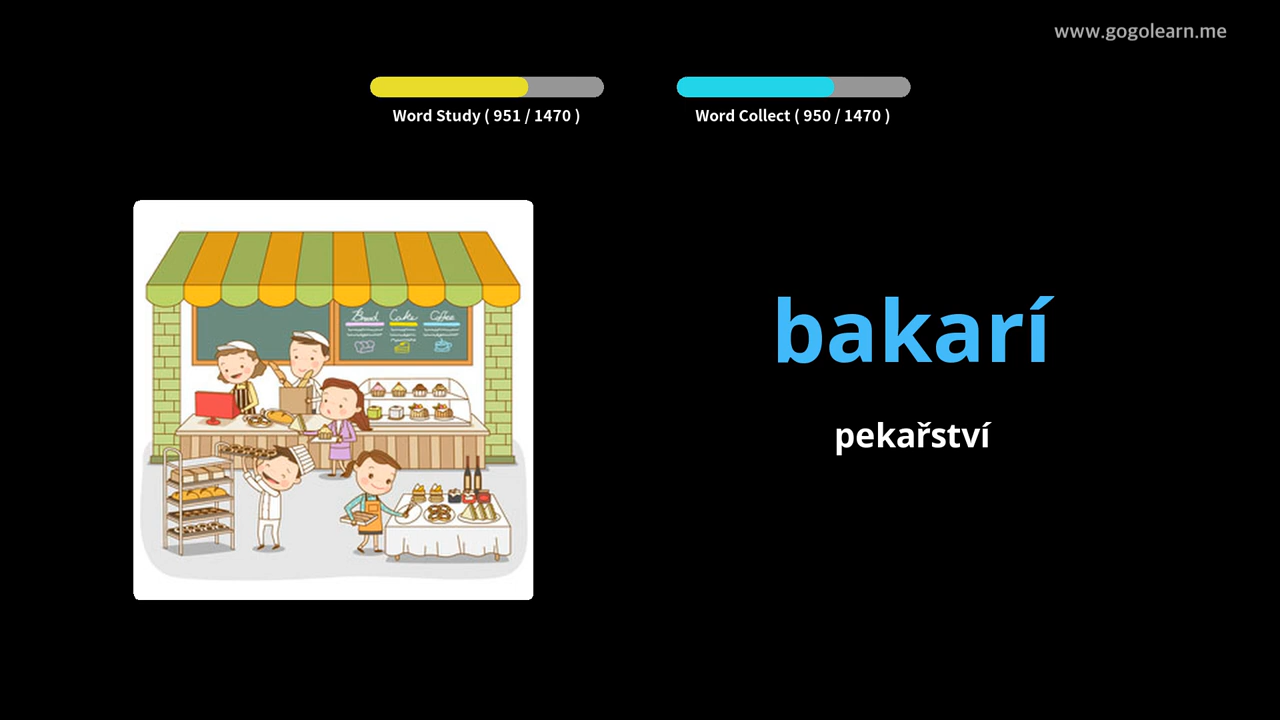 www.gogolearn.me
Word Study ( 951 / 1470 )
Word Collect ( 950 / 1470 )
Bread Cake Coffee
bakarí
pekařství